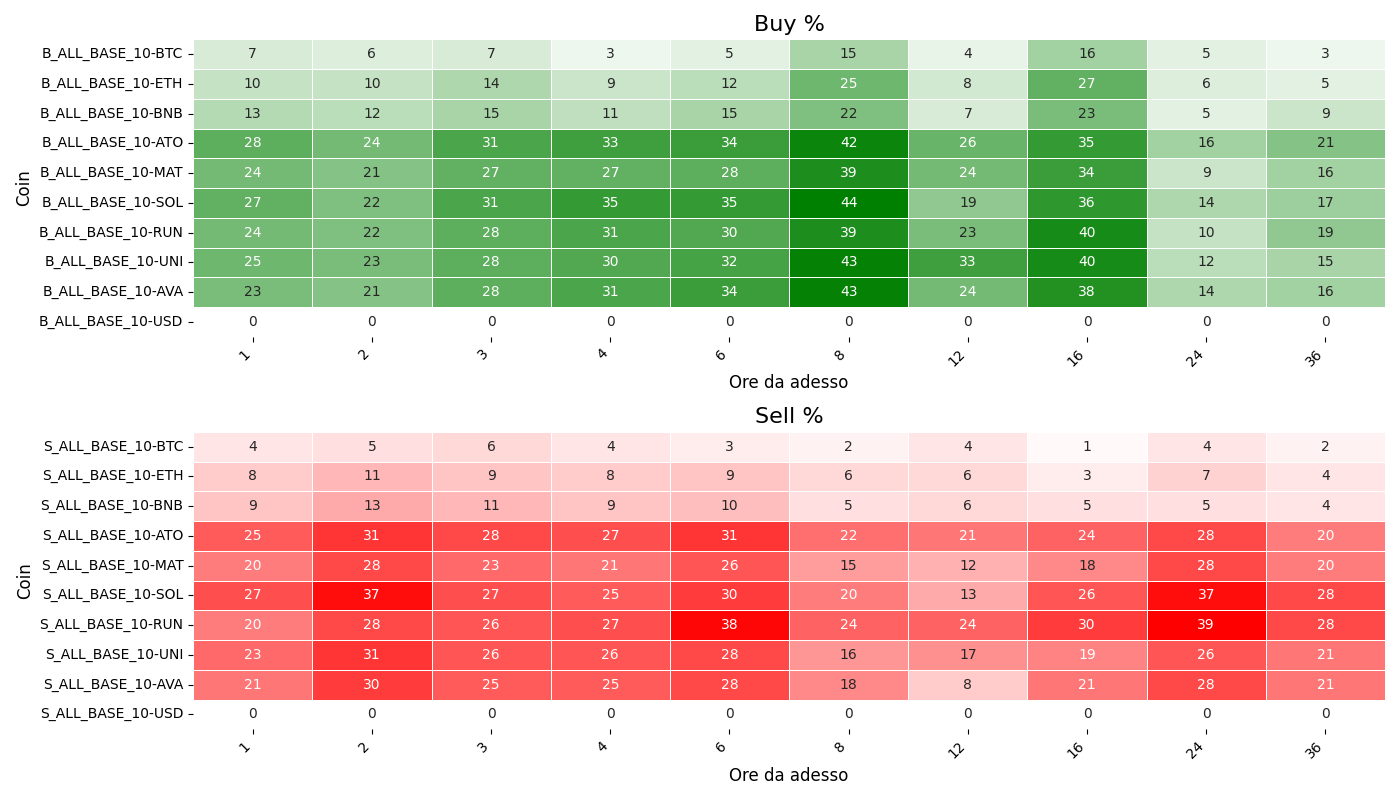 Buy %
Coin
B_ALL_BASE_10-BTC 7 6 7 3 5 15 4 16 5 3
B_ALL_BASE_10-ETH 10 10 14 9 12 25 8 27 6 5
B_ALL_BASE_10-BNB 13 12 15 11 15 22 7 23 5 9
B_ALL_BASE_10-ATO 28 24 31 33 34 42 26 35 16 21
B_ALL_BASE_10-MAT 24 21 27 27 28 39 24 34 9 16
B_ALL_BASE_10-SOL 27 22 31 35 35 44 19 36 14 17
B_ALL_BASE_10-RUN 24 22 28 31 30 39 23 40 10 19
B_ALL_BASE_10-UNI 25 23 28 30 32 43 33 40 12 15
B_ALL_BASE_10-AVA 23 21 28 31 34 43 24 38 14 16
B_ALL_BASE_10-USD 0 0 0 0 0 0 0 0 0 0
1 2 3 4 6 8 12 16 24 36
Ore da adesso
Sell %
Coin
S_ALL_BASE_10-BTC 4 5 6 4 3 2 4 1 4 2
S_ALL_BASE_10-ETH 8 11 9 8 9 6 6 3 7 4
S_ALL_BASE_10-BNB 9 13 11 9 10 5 6 5 5 4
S_ALL_BASE_10-ATO 25 31 28 27 31 22 21 24 28 20
S_ALL_BASE_10-MAT 20 28 23 21 26 15 12 18 28 20
S_ALL_BASE_10-SOL 27 37 27 25 30 20 13 26 37 28
S_ALL_BASE_10-RUN 20 28 26 27 38 24 24 30 39 28
S_ALL_BASE_10-UNI 23 31 26 26 28 16 17 19 26 21
S_ALL_BASE_10-AVA 21 30 25 25 28 18 8 21 28 21
S_ALL_BASE_10-USD 0 0 0 0 0 0 0 0 0 0
1 2 3 4 6 8 12 16 24 36
Ore da adesso